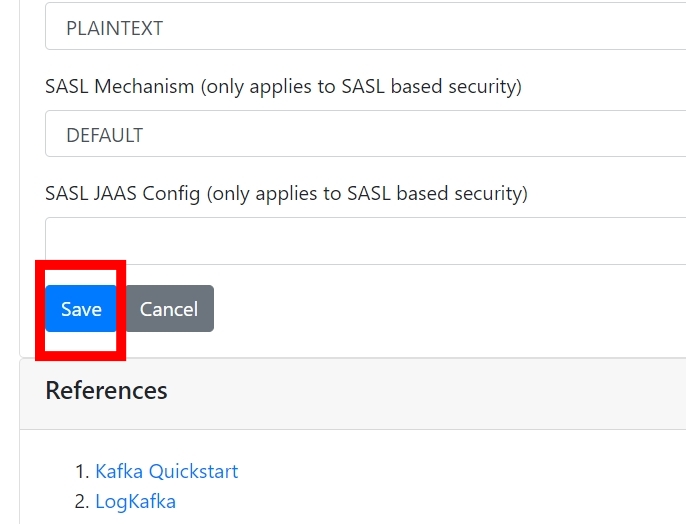 PLAINTEXT
SASL Mechanism (only applies to SASL based security)
DEFAULT
SASL JAAS Config (only applies to SASL based security)
Save Cancel
References
1. Kafka Quickstart
2. LogKafka